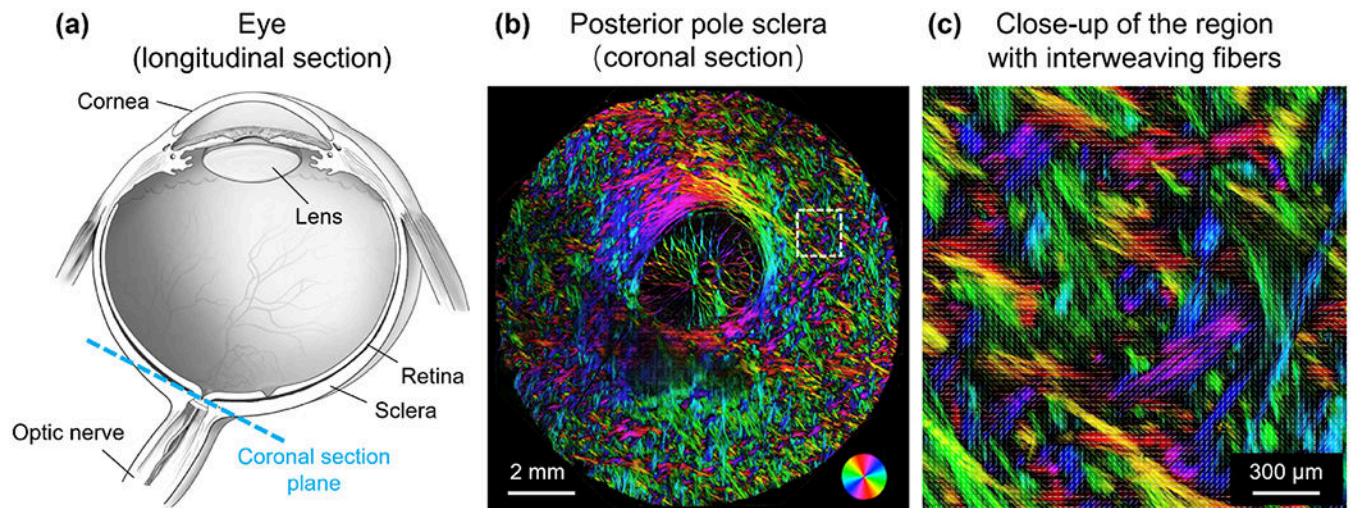 (a) Eye
(longitudinal section)
Cornea
Lens
Retina
Sclera
Optic nerve
Coronal section
plane
(b) Posterior pole sclera
(coronal section)
2 mm
(c) Close-up of the region
with interweaving fibers
300 μm